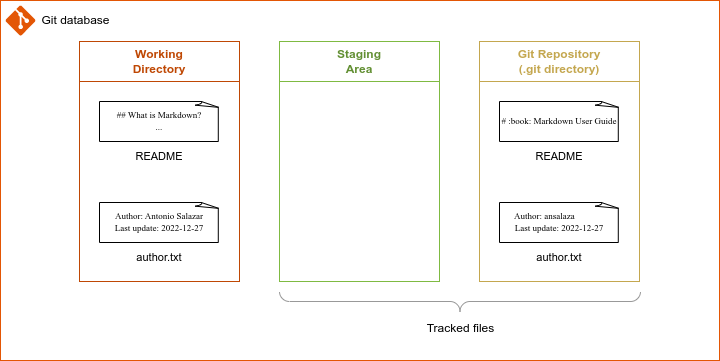 Git database
Working
Directory
## What is Markdown?
...
README
Author: Antonio Salazar
Last update: 2022-12-27
author.txt
Staging
Area
Git Repository
(.git directory)
# :book: Markdown User Guide
README
Author: ansalaza
Last update: 2022-12-27
author.txt
Tracked files